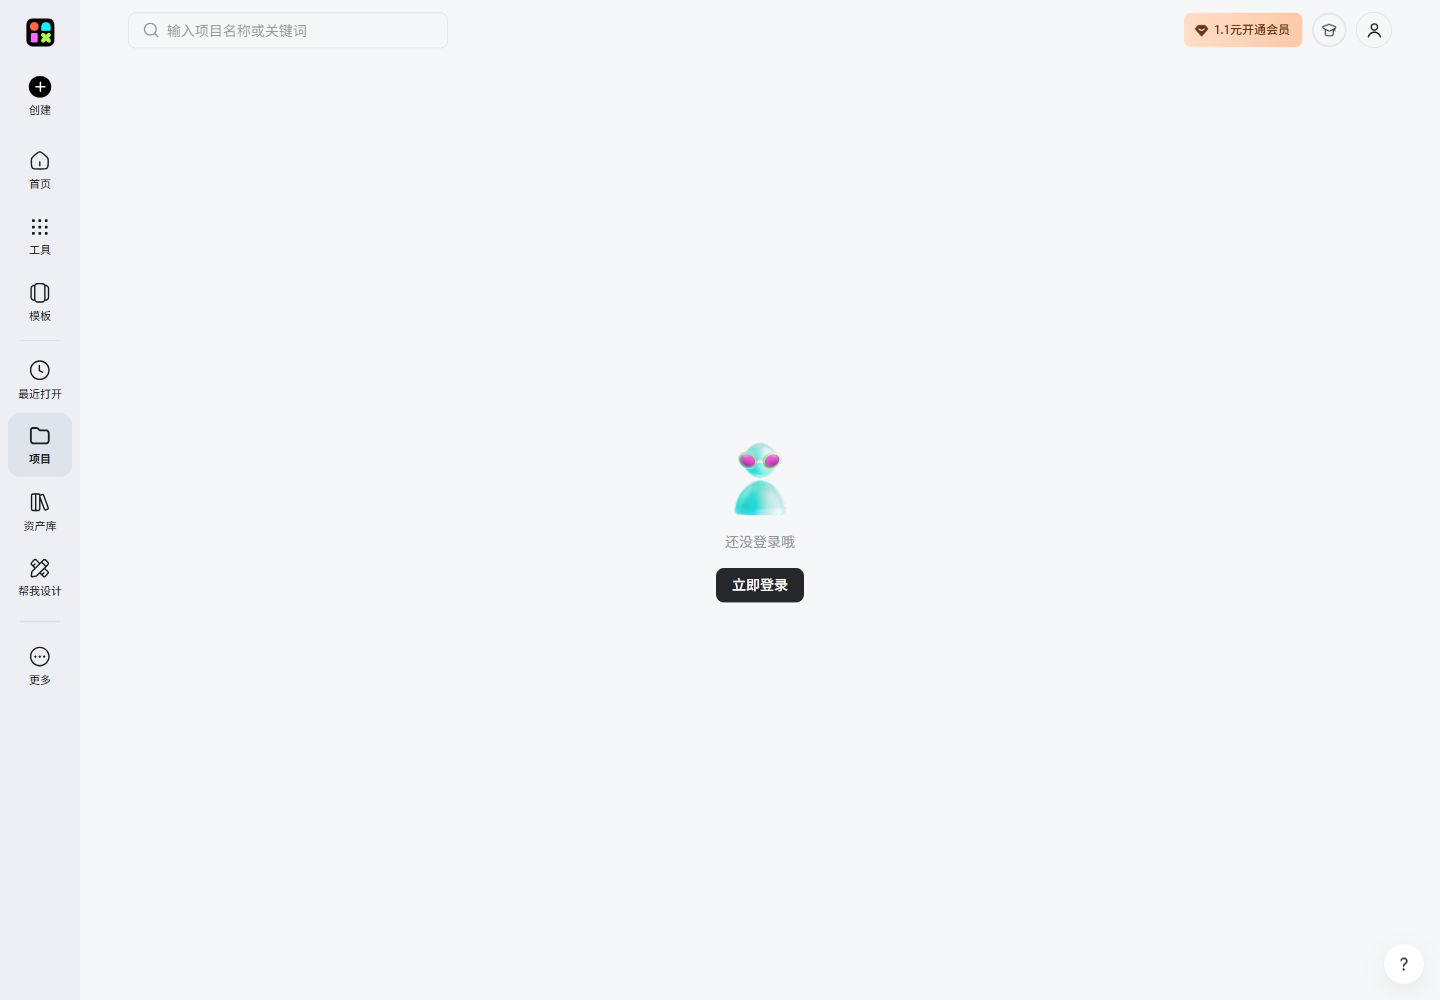 创建
首页
工具
模板
最近打开
项目
资产库
帮我设计
更多
输入项目名称或关键词
1.1元开通会员
还没登录哦
立即登录
?